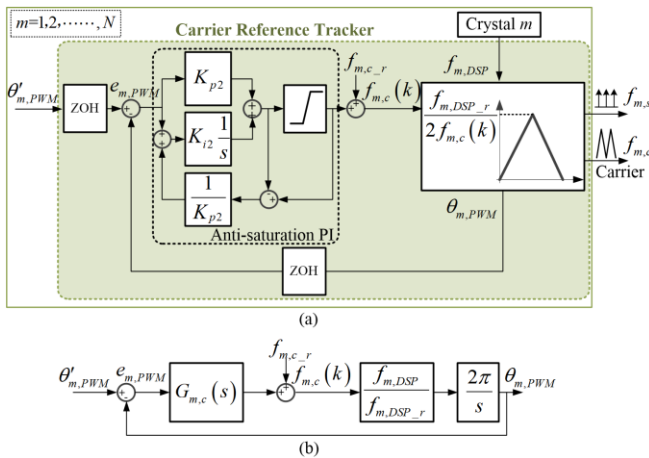 m=1,2,⋯⋯,N
Carrier Reference Tracker
Crystal m
θ'm,PWM
ZOH
em,PWM
Kp2
Ki2 1/s
1/Kp2
Anti-saturation PI
fm,c_r
fm,c(k)
fm,DSP
fm,DSP_r / 2fm,c(k)
Carrier
θm,PWM
ZOH
(a)
θ'm,PWM
em,PWM
Gm,c(s)
fm,c_r
fm,c(k)
fm,DSP / fm,DSP_r
2π/s
θm,PWM
(b)